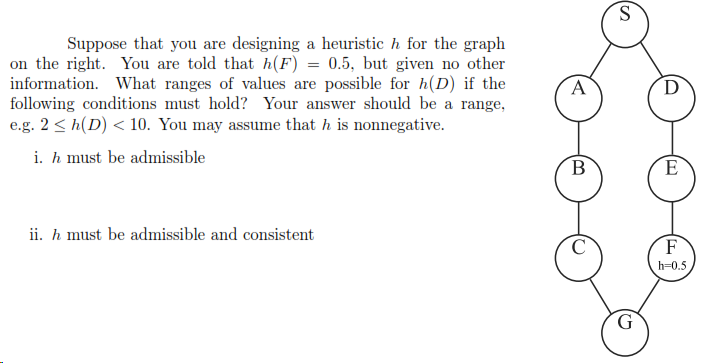 Suppose that you are designing a heuristic h for the graph
on the right. You are told that h(F) = 0.5, but given no other
information. What ranges of values are possible for h(D) if the
following conditions must hold? Your answer should be a range,
e.g. 2 ≤ h(D) < 10. You may assume that h is nonnegative.
i. h must be admissible
ii. h must be admissible and consistent
S
A
D
B
E
C
F
h=0.5
G